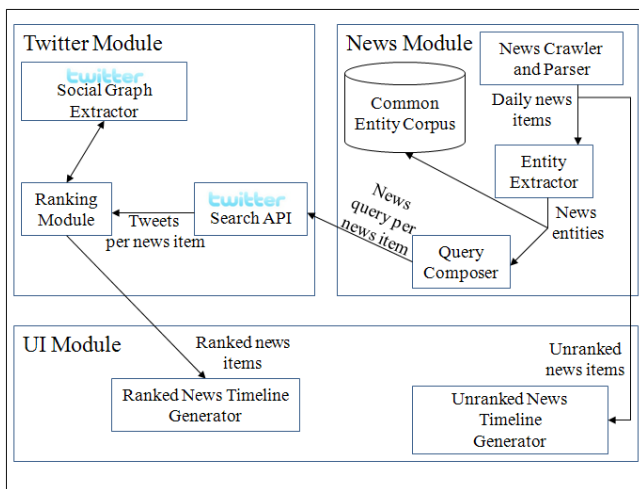 Twitter Module
twitter
Social Graph
Extractor
Ranking
Module
Tweets
per news item
twitter
Search API
News Module
News Crawler
and Parser
Common
Entity Corpus
Daily news
items
Entity
Extractor
News
entities
News
query per
news item
Query
Composer
UI Module
Ranked news
items
Ranked News Timeline
Generator
Unranked
news items
Unranked News
Timeline
Generator